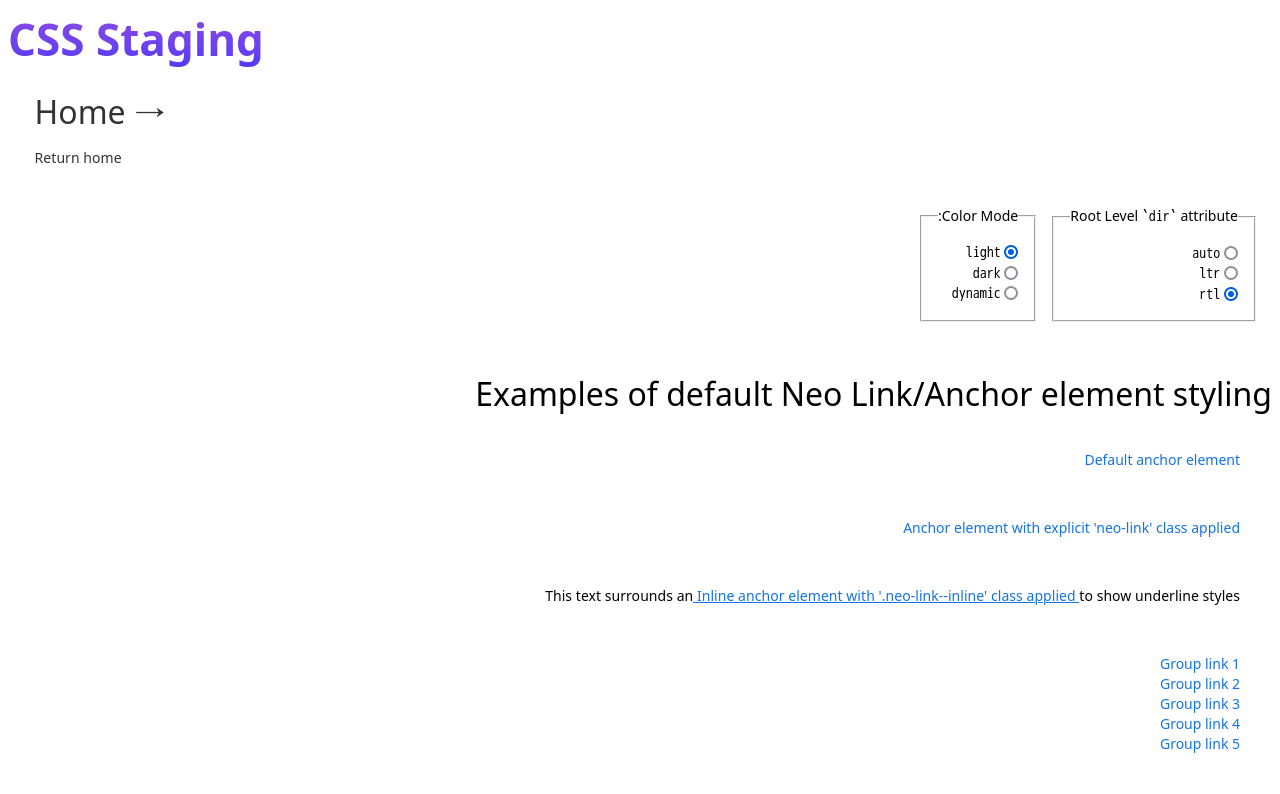 CSS Staging
Home →
Return home
Root Level `dir` attribute
auto
ltr
rtl
:Color Mode
light
dark
dynamic
Examples of default Neo Link/Anchor element styling
Default anchor element
Anchor element with explicit 'neo-link' class applied
This text surrounds an Inline anchor element with '.neo-link--inline' class applied to show underline styles
Group link 1
Group link 2
Group link 3
Group link 4
Group link 5